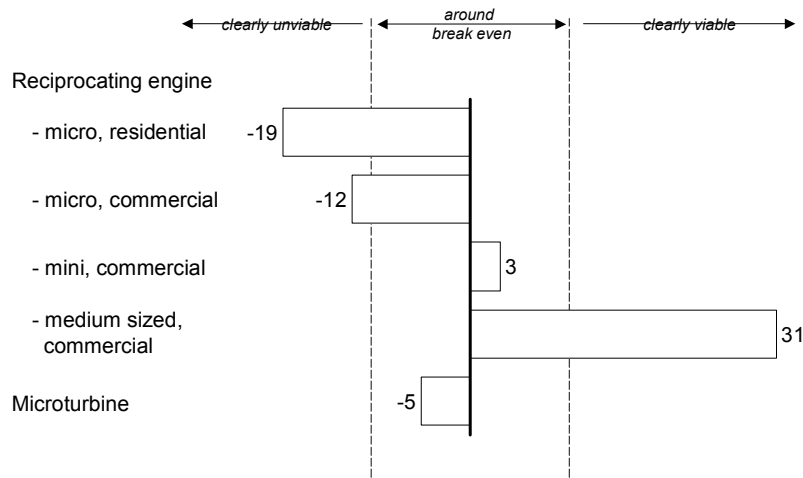 clearly unviable
around
break even
clearly viable
Reciprocating engine
- micro, residential
-19
- micro, commercial
-12
- mini, commercial
3
- medium sized,
commercial
31
Microturbine
-5